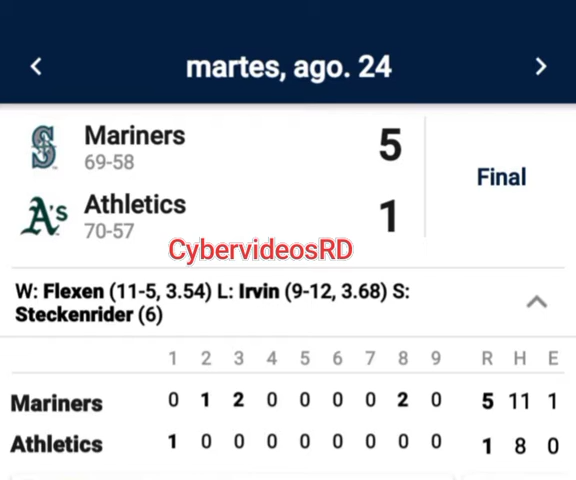 martes, ago. 24
Mariners 5
69-58
Final
A's Athletics 1
70-57
CybervideosRD
W: Flexen (11-5, 3.54) L: Irvin (9-12, 3.68) S:
Steckenrider (6)
1 2 3 4 5 6 7 8 9 R H E
Mariners 0 1 2 0 0 0 0 2 0 5 11 1
Athletics 1 0 0 0 0 0 0 0 0 1 8 0